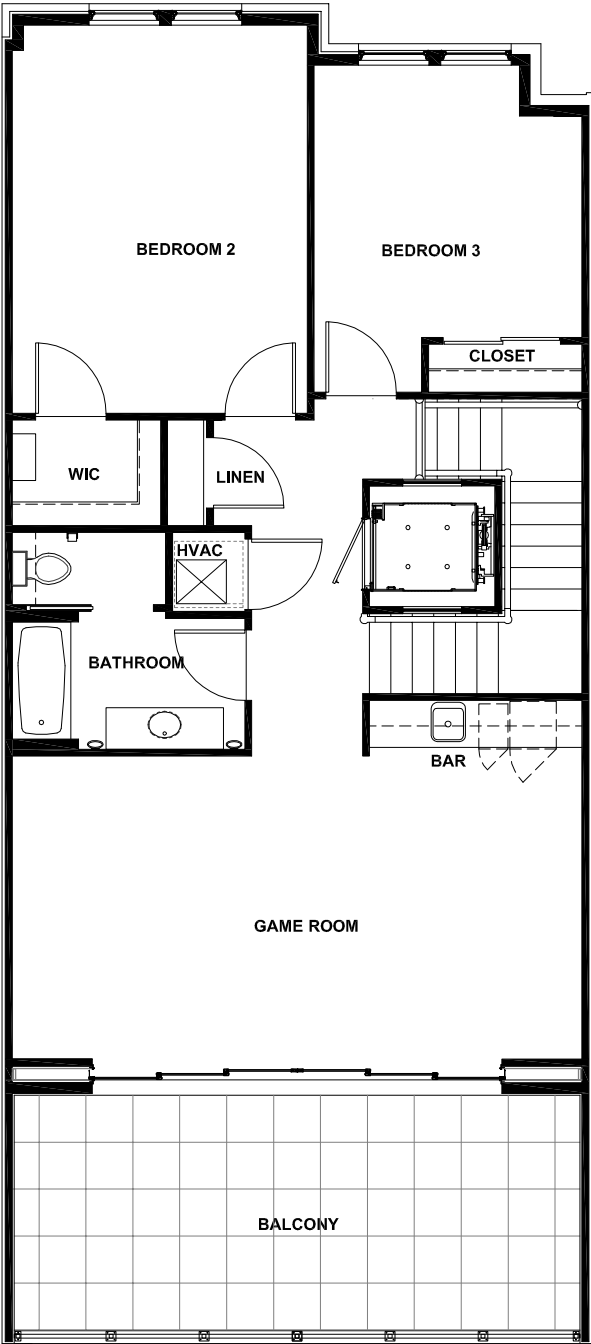 BEDROOM 2
BEDROOM 3
CLOSET
WIC
LINEN
HVAC
BATHROOM
BAR
GAME ROOM
BALCONY